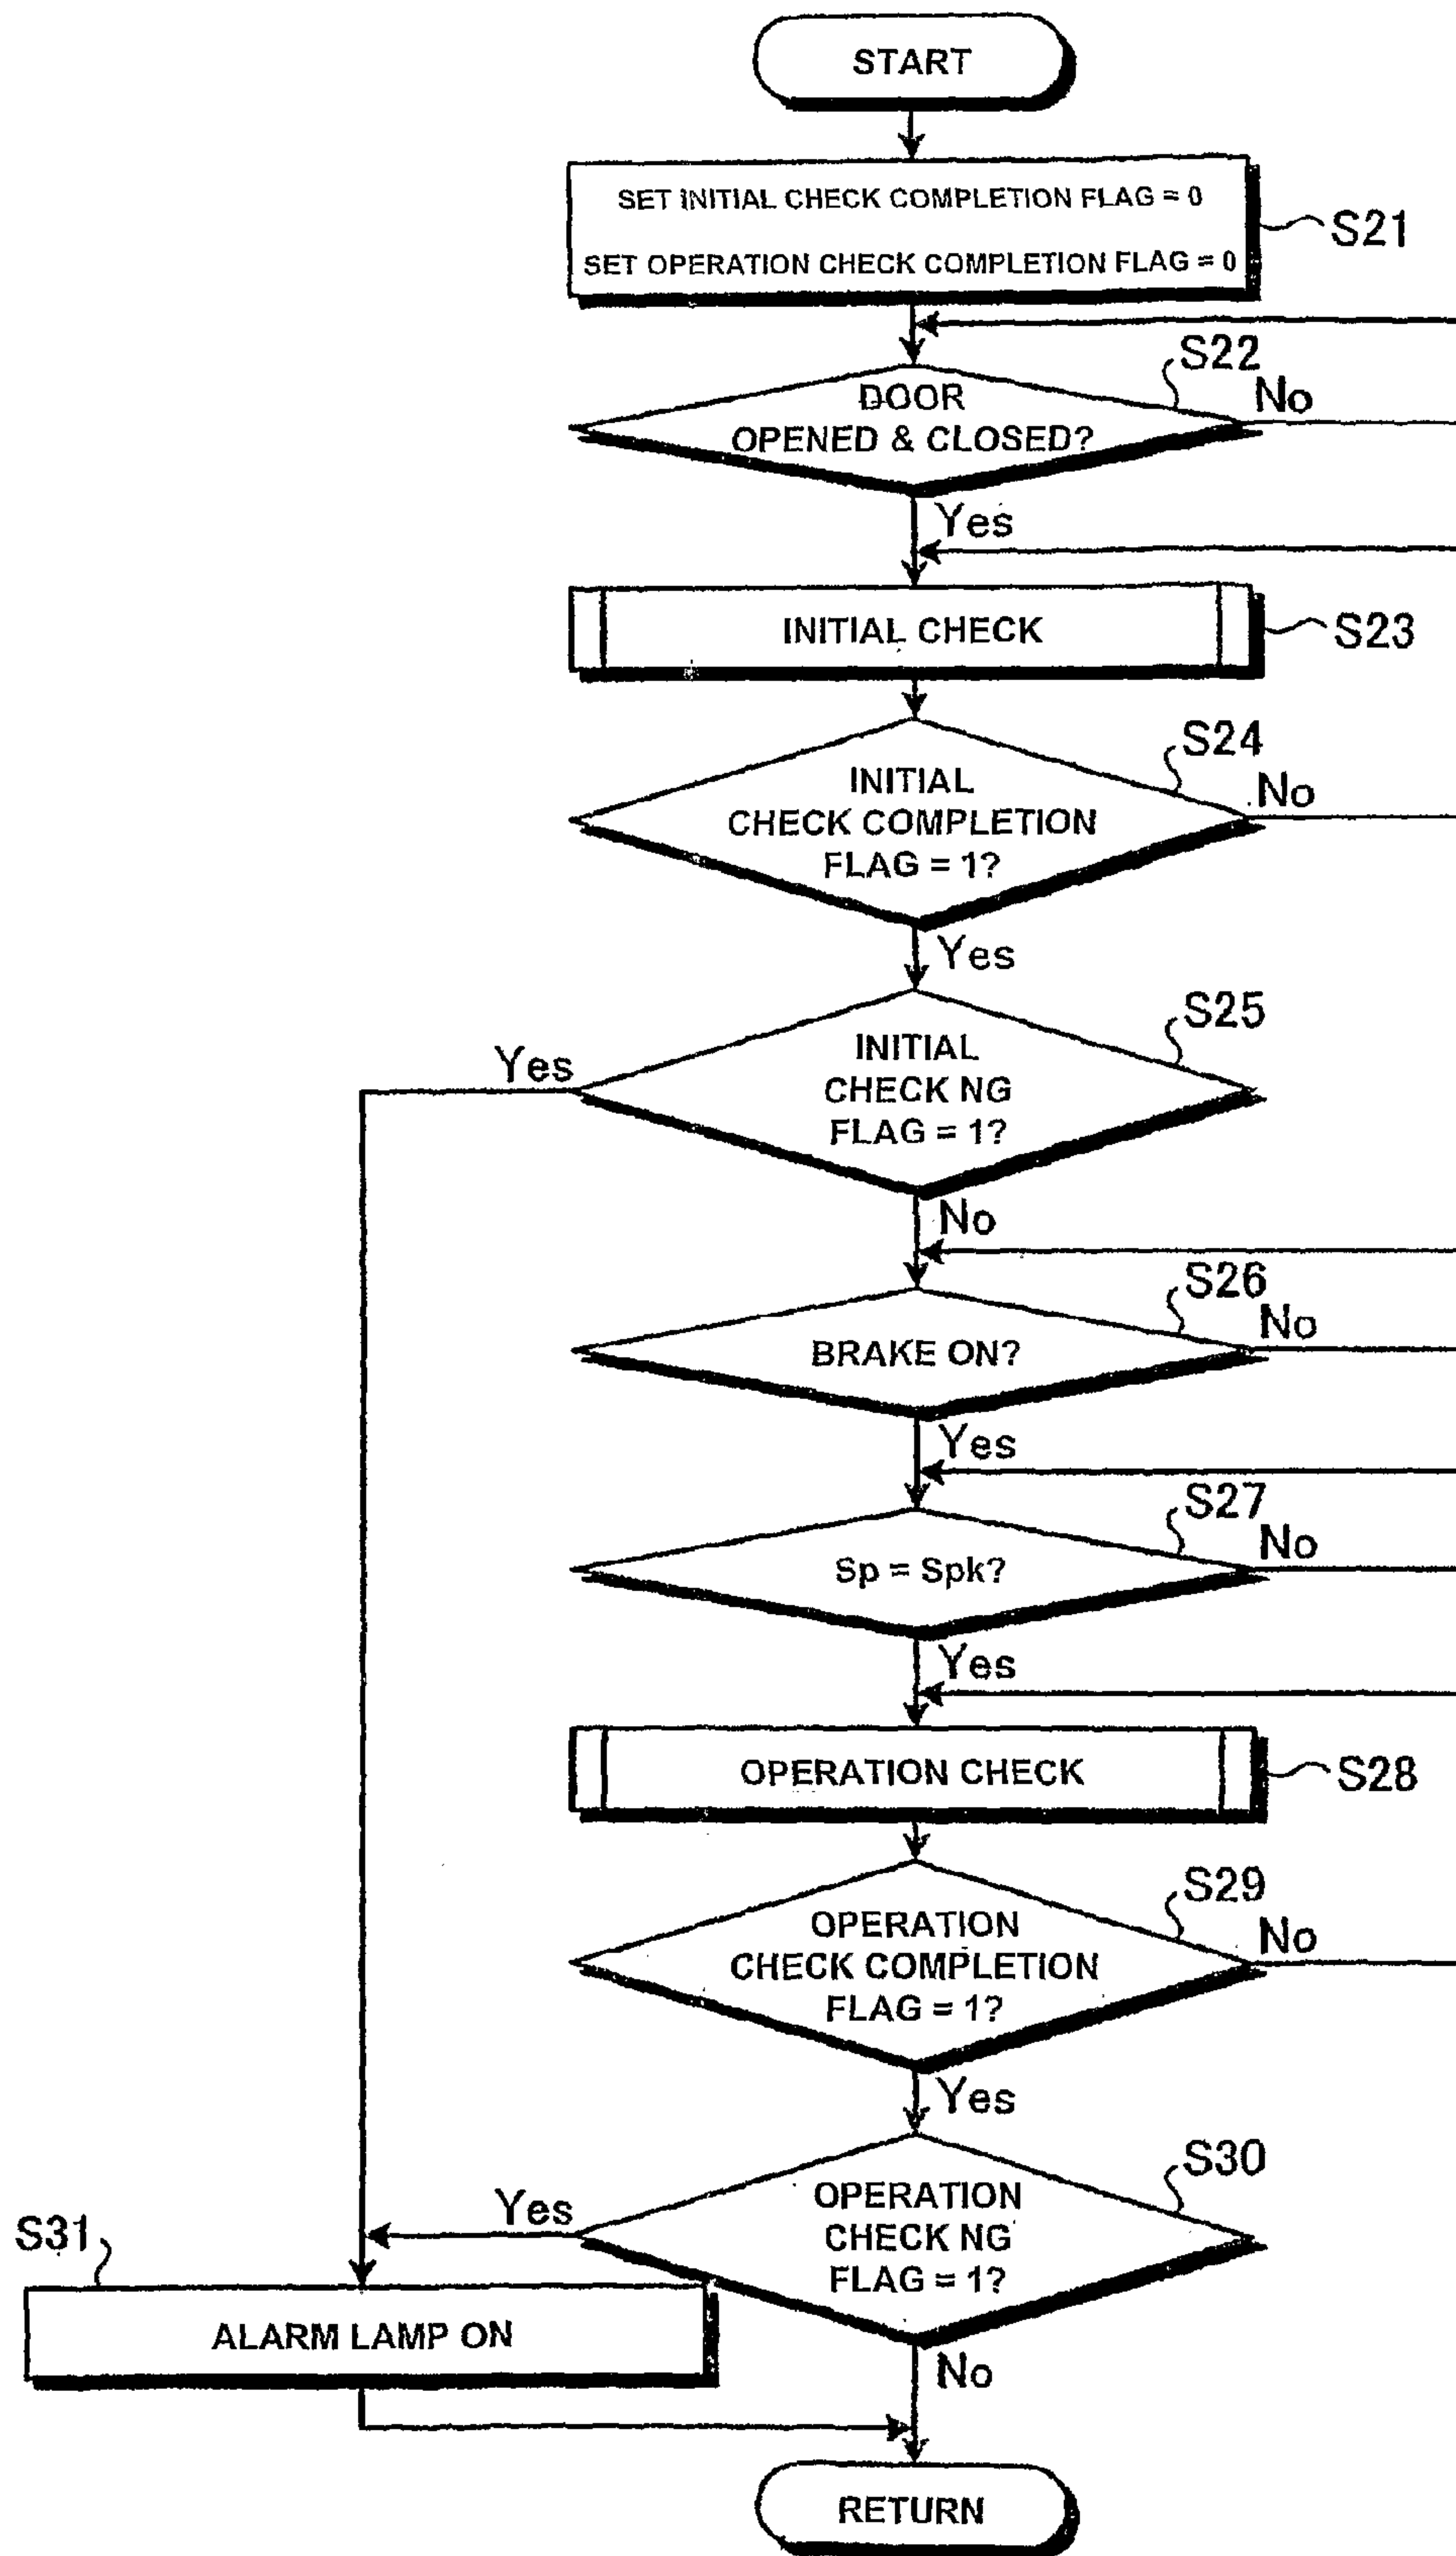 START
SET INITIAL CHECK COMPLETION FLAG = 0
SET OPERATION CHECK COMPLETION FLAG = 0
S21
S22
DOOR
OPENED & CLOSED?
No
Yes
INITIAL CHECK
S23
S24
INITIAL
CHECK COMPLETION
FLAG = 1?
No
Yes
S25
INITIAL
CHECK NG
FLAG = 1?
Yes
No
S26
BRAKE ON?
No
Yes
S27
Sp = Spk?
No
Yes
OPERATION CHECK
S28
S29
OPERATION
CHECK COMPLETION
FLAG = 1?
No
Yes
S30
OPERATION
CHECK NG
FLAG = 1?
Yes
S31
ALARM LAMP ON
No
RETURN